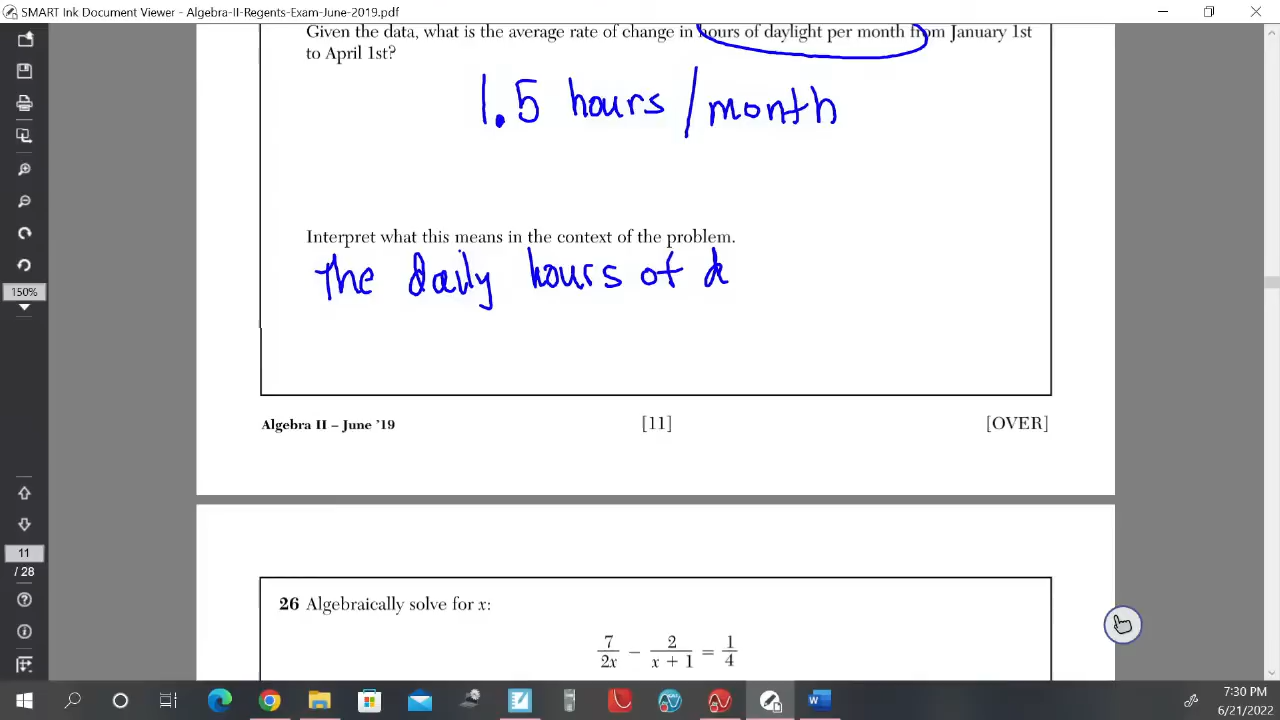 SMART Ink Document Viewer - Algebra-II-Regents-Exam-June-2019.pdf
Given the data, what is the average rate of change in hours of daylight per month from January 1st
to April 1st?
1.5 hours / month
Interpret what this means in the context of the problem.
the daily hours of d
150%
Algebra II – June ’19 [11] [OVER]
11
/ 28
26 Algebraically solve for x:
7/2x − 2/x + 1 = 1/4
7:30 PM
6/21/2022